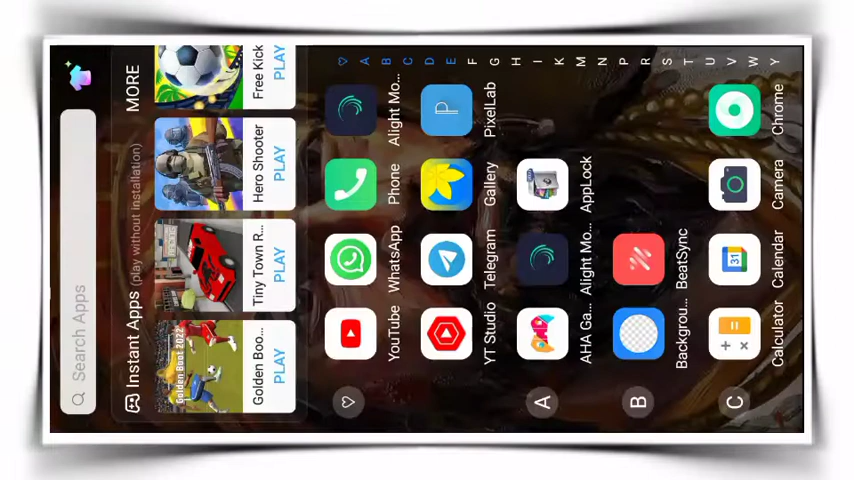 Search Apps
Instant Apps (play without installation)
MORE
Golden Boot 2022
Golden Boo...
Tiny Town R...
Hero Shooter
Free Kick
PLAY
PLAY
PLAY
PLAY
YouTube
WhatsApp
Phone
Alight Mo...
YT Studio
Telegram
Gallery
PixelLab
A
AHA Ga...
Alight Mo...
AppLock
B
Backgrou...
BeatSync
C
Calculator
31
Calendar
Camera
Chrome
A
B
C
D
E
F
G
H
I
K
M
N
P
R
S
T
U
V
W
Y